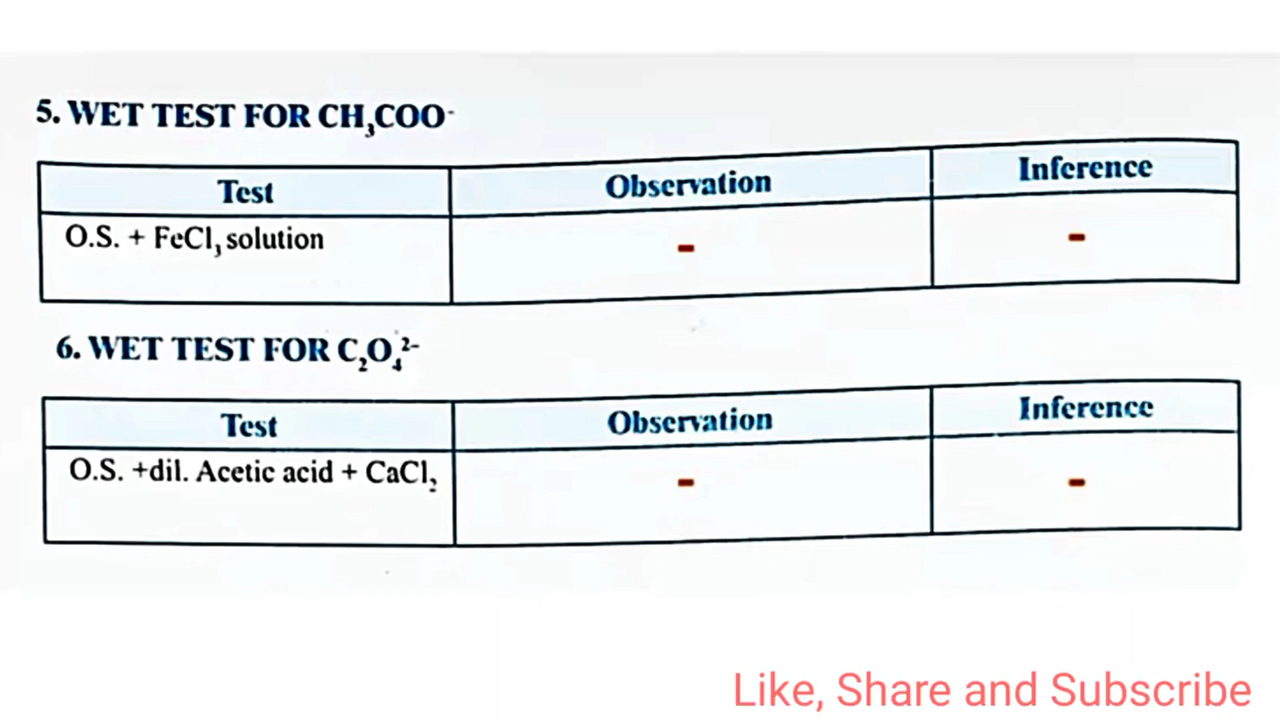 5. WET TEST FOR CH₃COO⁻
Test Observation Inference
O.S. + FeCl₃ solution - -
6. WET TEST FOR C₂O₄²⁻
Test Observation Inference
O.S. +dil. Acetic acid + CaCl₂ - -
Like, Share and Subscribe